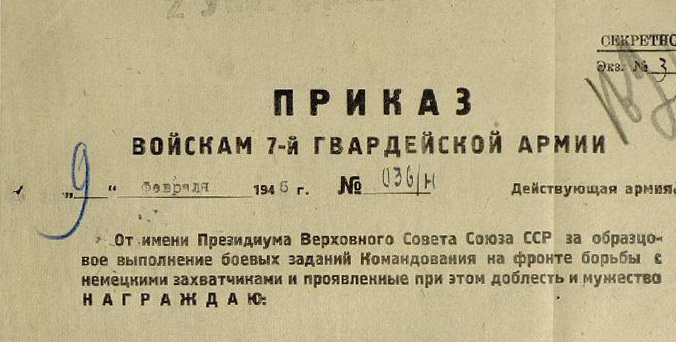 СЕКРЕТНО
Экз. № 3
ПРИКАЗ
ВОЙСКАМ 7-й ГВАРДЕЙСКОЙ АРМИИ
„9“ февраля 1945 г. № 036/н Действующая армия
От имени Президиума Верховного Совета Союза ССР за образцо-
вое выполнение боевых заданий Командования на фронте борьбы с
немецкими захватчиками и проявленные при этом доблесть и мужество
НАГРАЖДАЮ: